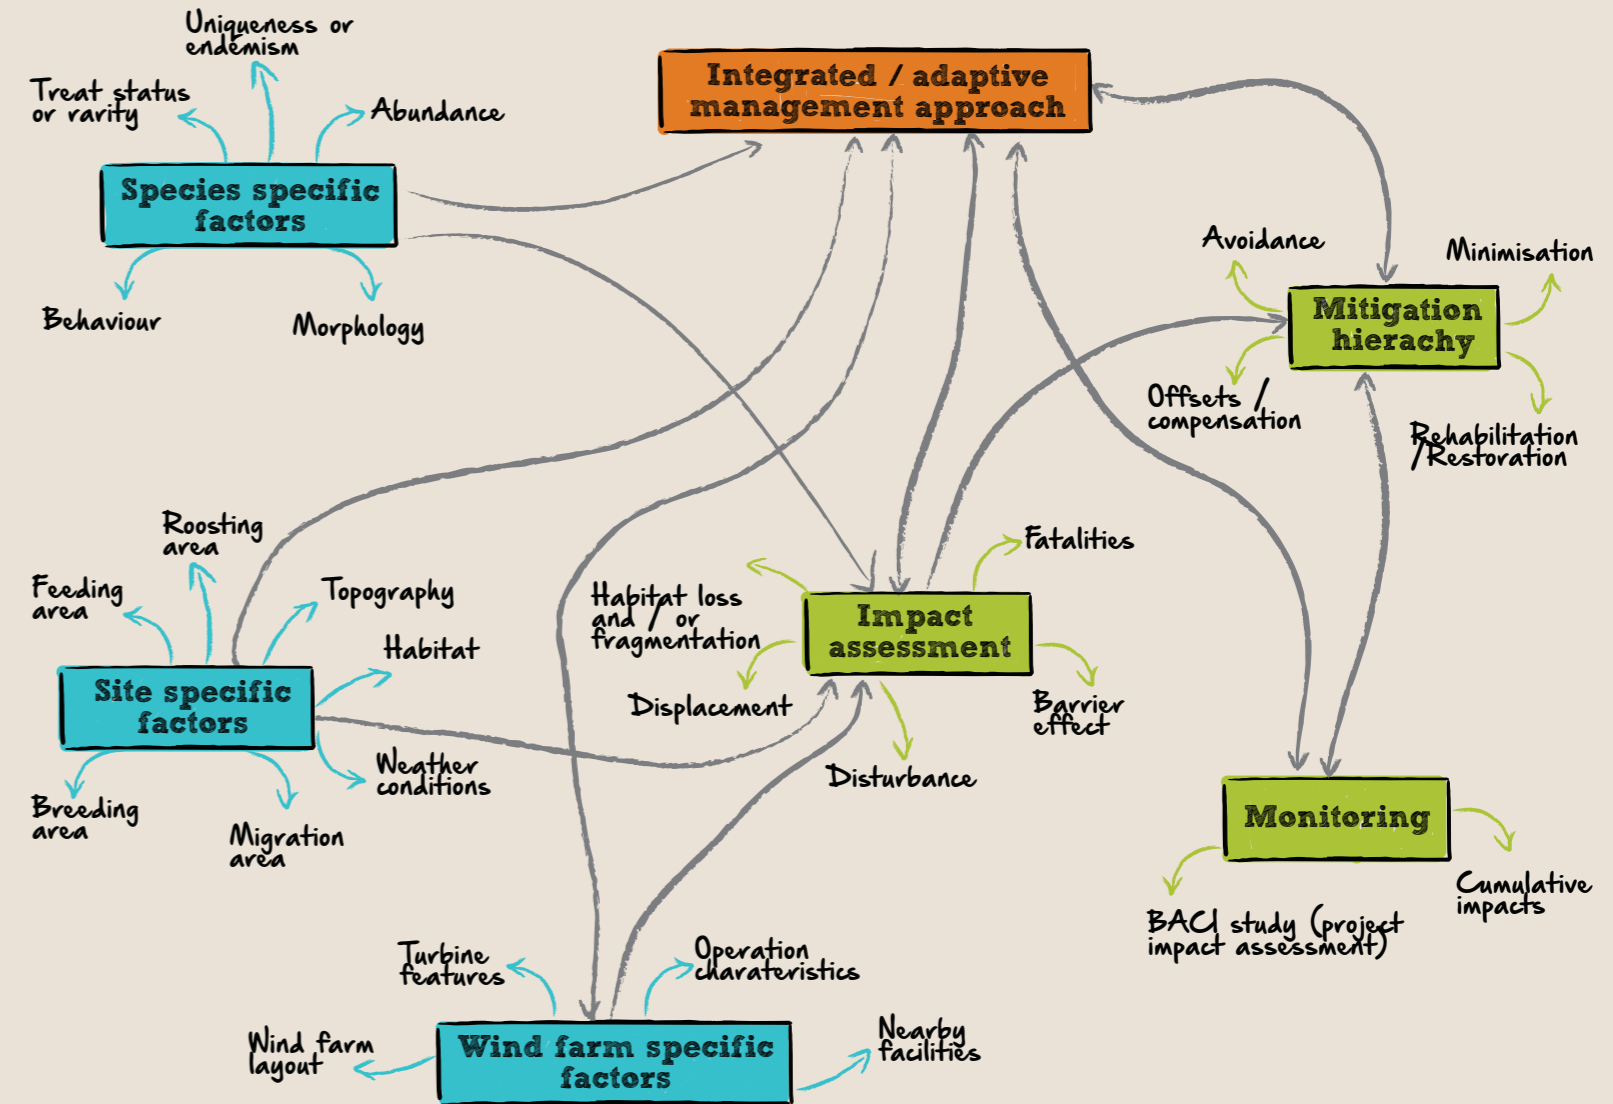 Uniqueness or
endemism
Treat status
or rarity
Abundance
Species specific
factors
Behaviour
Morphology
Integrated / adaptive
management approach
Avoidance
Minimisation
Mitigation
hierachy
Offsets /
compensation
Rehabilitation
/Restoration
Roosting
area
Feeding
area
Topography
Habitat
Site specific
factors
Weather
conditions
Breeding
area
Migration
area
Fatalities
Habitat loss
and / or
fragmentation
Impact
assessment
Displacement
Barrier
effect
Disturbance
Monitoring
Cumulative
impacts
BACI study (project
impact assessment)
Turbine
features
Operation
charateristics
Wind farm
layout
Nearby
facilities
Wind farm specific
factors